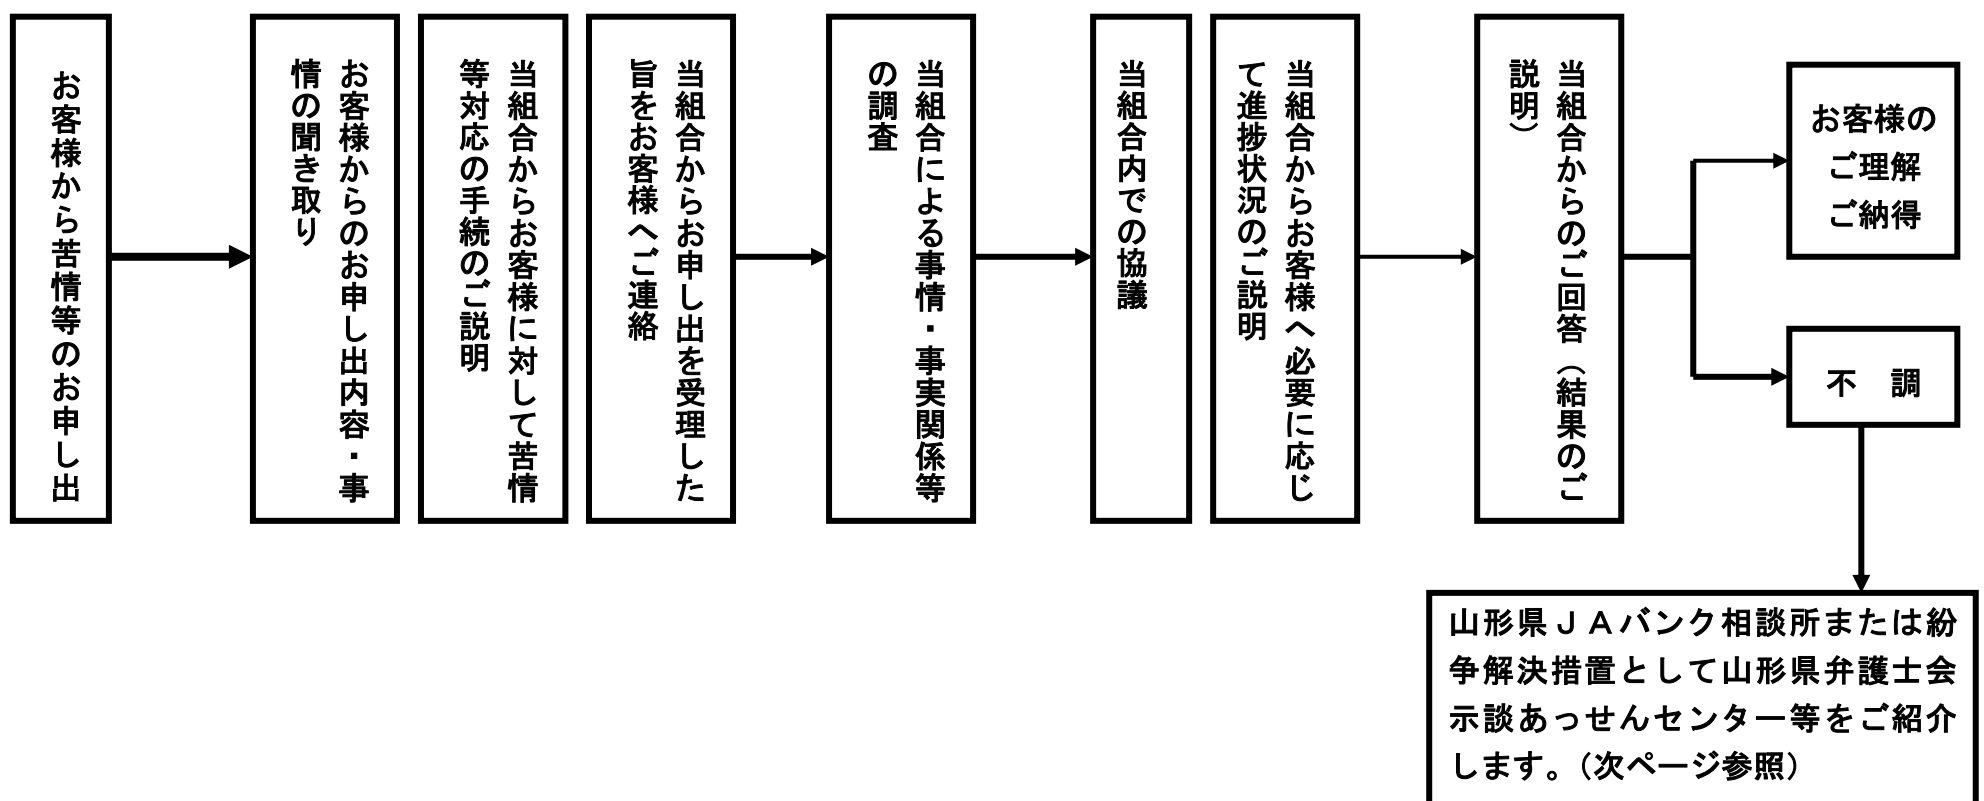 お客様から苦情等のお申し出
お客様からのお申し出内容・事
情の聞き取り
当組合からお客様に対して苦情
等対応の手続のご説明
当組合からお申し出を受理した
旨をお客様へご連絡
当組合による事情・事実関係等
の調査
当組合内での協議
当組合からお客様へ必要に応じ
て進捗状況のご説明
当組合からのご回答（結果のご
説明）
お客様の
ご理解
ご納得
不　調
山形県ＪＡバンク相談所または紛
争解決措置として山形県弁護士会
示談あっせんセンター等をご紹介
します。（次ページ参照）